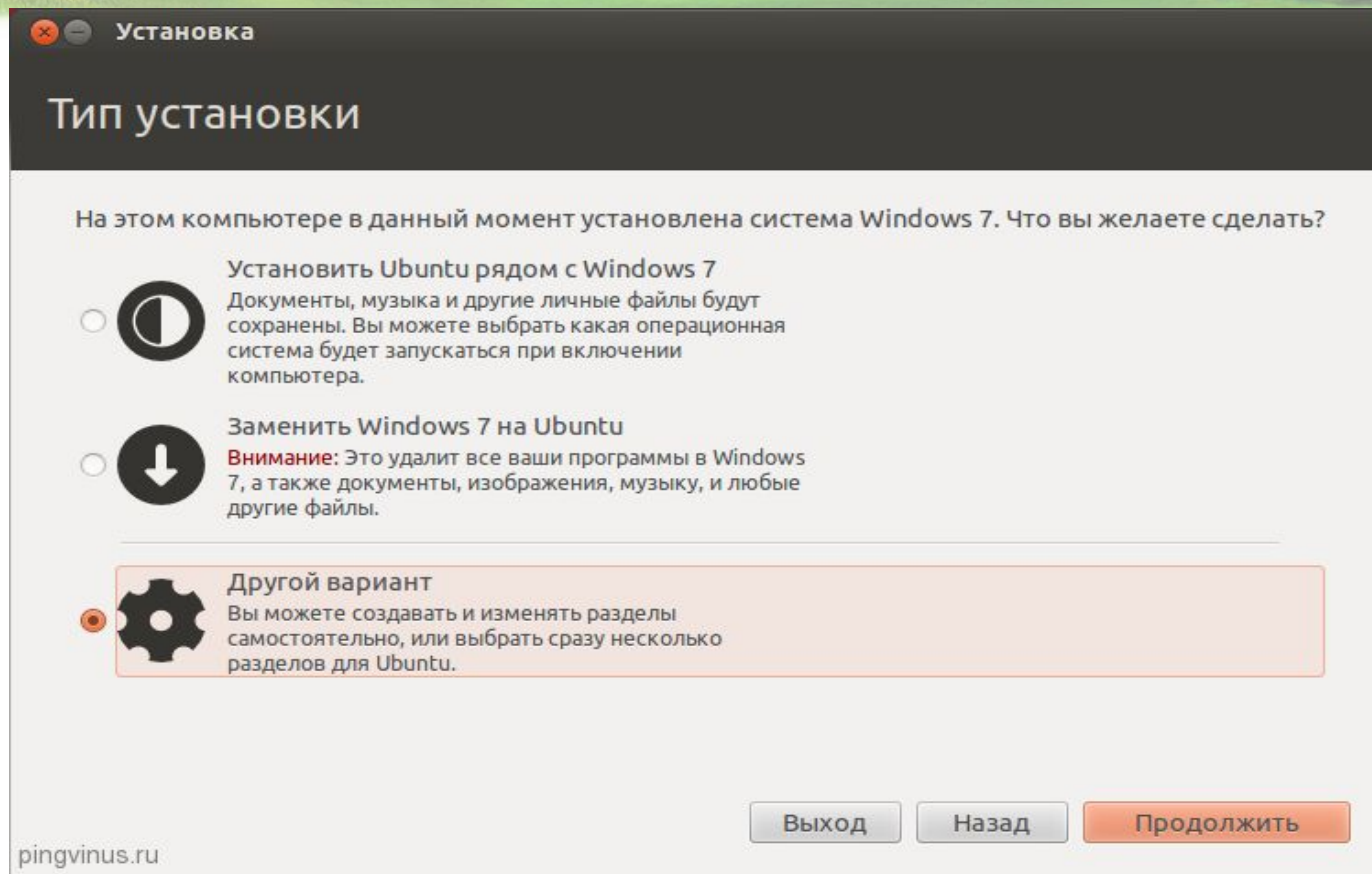 Установка
Тип установки
На этом компьютере в данный момент установлена система Windows 7. Что вы желаете сделать?
Установить Ubuntu рядом с Windows 7
Документы, музыка и другие личные файлы будут
сохранены. Вы можете выбрать какая операционная
система будет запускаться при включении
компьютера.
Заменить Windows 7 на Ubuntu
Внимание: Это удалит все ваши программы в Windows
7, а также документы, изображения, музыку, и любые
другие файлы.
Другой вариант
Вы можете создавать и изменять разделы
самостоятельно, или выбрать сразу несколько
разделов для Ubuntu.
Выход Назад Продолжить
pingvinus.ru